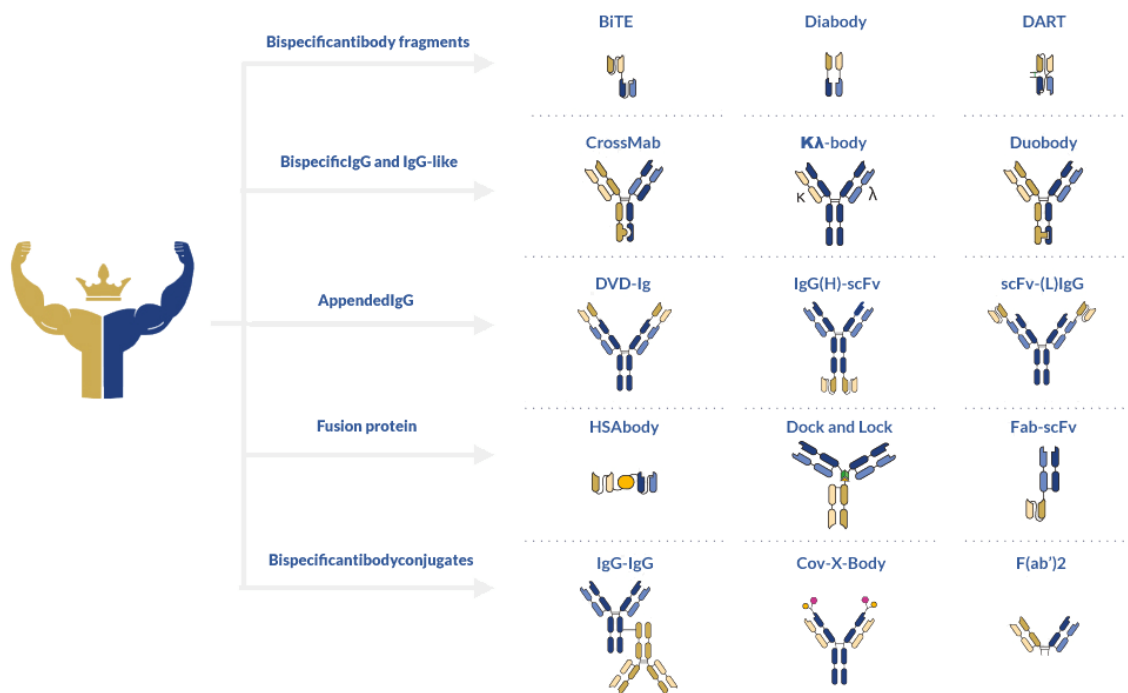 BiTE
Diabody
DART
Bispecificantibody fragments
CrossMab
Κλ-body
Duobody
BispecificIgG and IgG-like
κ
λ
DVD-Ig
IgG(H)-scFv
scFv-(L)IgG
AppendedIgG
HSAbody
Dock and Lock
Fab-scFv
Fusion protein
Bispecificantibodyconjugates
IgG-IgG
Cov-X-Body
F(ab’)2